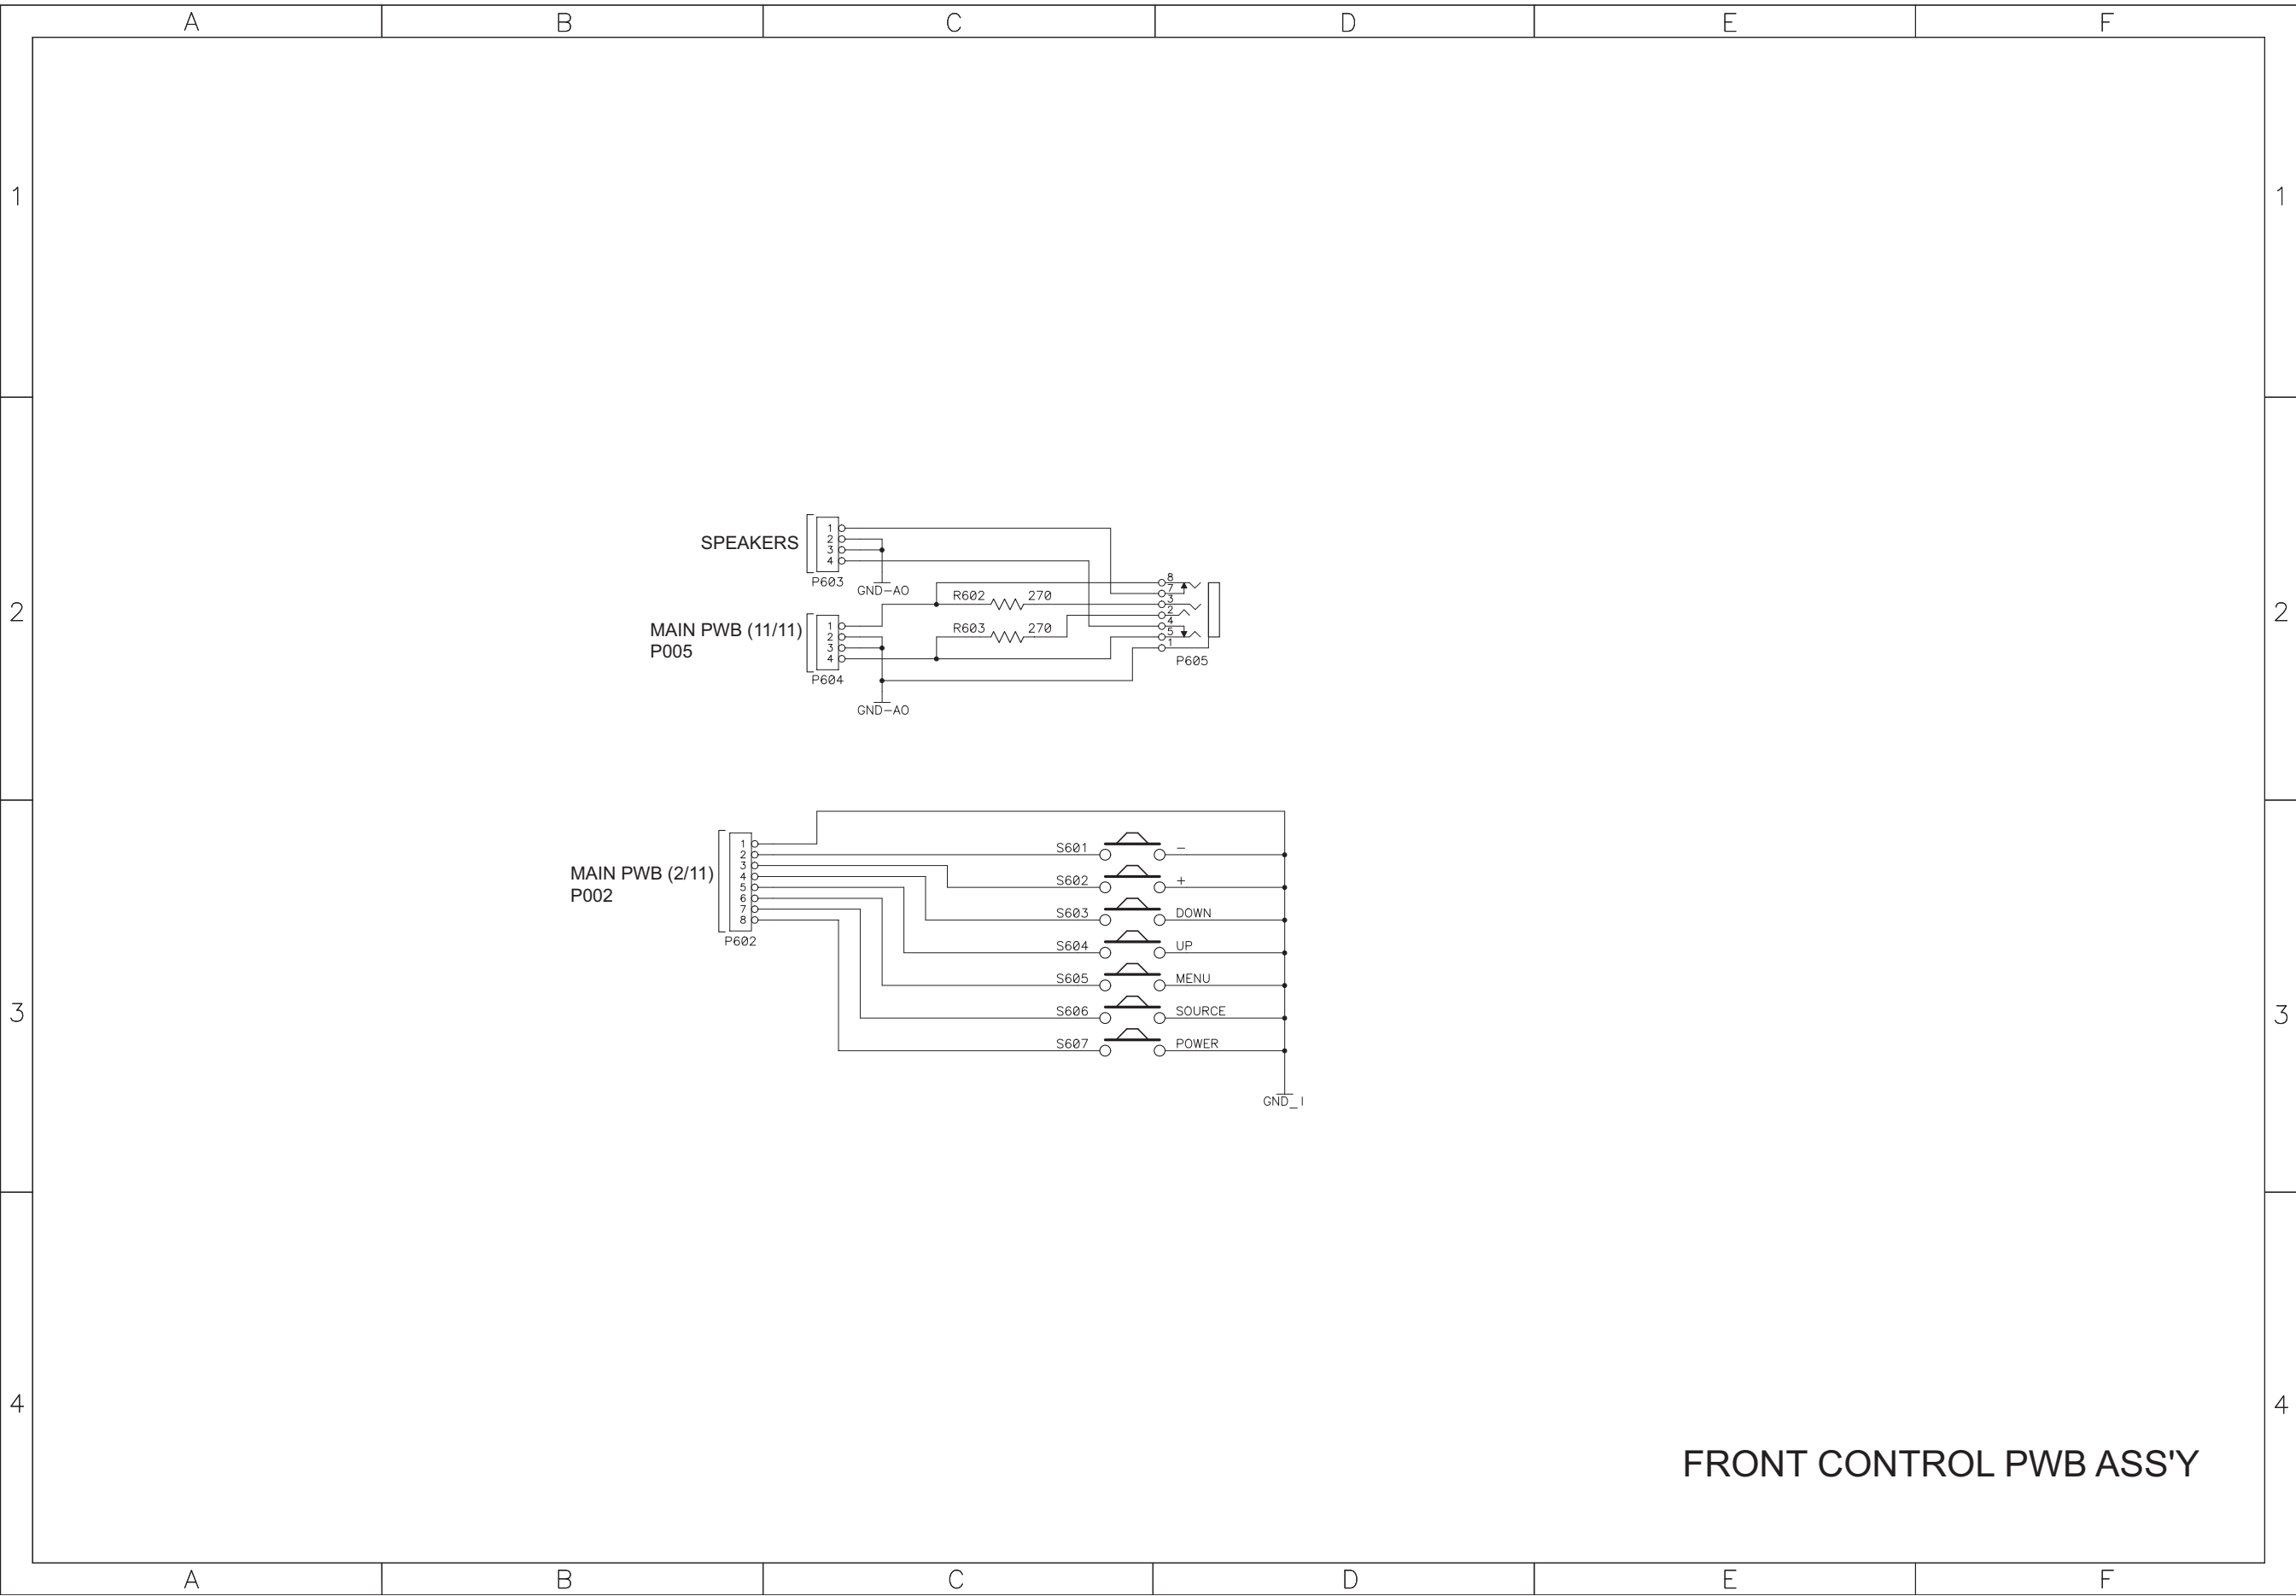 A B C D E F
1 1
SPEAKERS
1
2
3
4
P603
GND-AO
MAIN PWB (11/11)
P005
1
2
3
4
P604
GND-AO
R602 270
R603 270
8
7
3
2
4
5
1
P605
2 2
MAIN PWB (2/11)
P002
1
2
3
4
5
6
7
8
P602
S601 −
S602 +
S603 DOWN
S604 UP
S605 MENU
S606 SOURCE
S607 POWER
GND_I
3 3
4 4
FRONT CONTROL PWB ASS'Y
A B C D E F